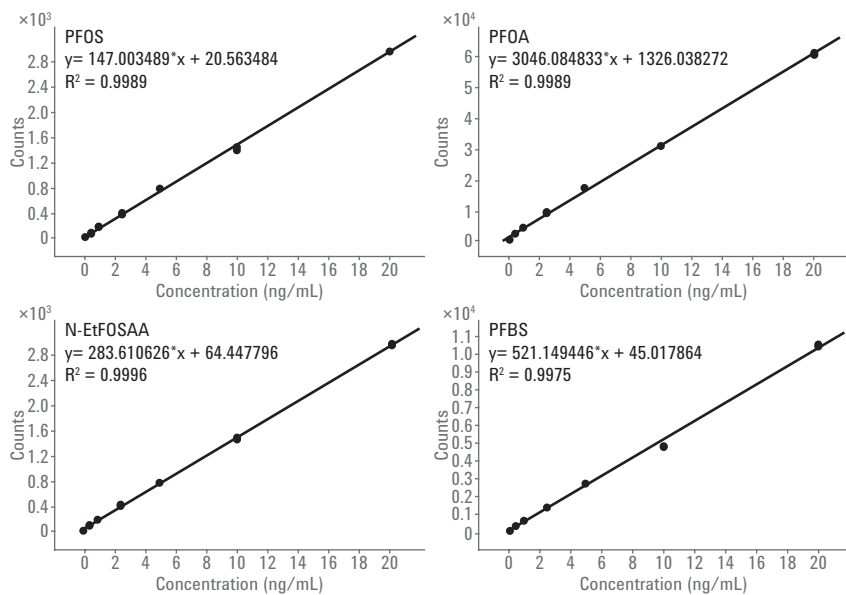 ×10³
PFOS
y= 147.003489*x + 20.563484
R² = 0.9989
Counts
2.8
2.4
2.0
1.6
1.2
0.8
0.4
0
0 2 4 6 8 10 12 14 16 18 20
Concentration (ng/mL)
×10⁴
PFOA
y= 3046.084833*x + 1326.038272
R² = 0.9989
Counts
6
5
4
3
2
1
0
0 2 4 6 8 10 12 14 16 18 20
Concentration (ng/mL)
×10³
N-EtFOSAA
y= 283.610626*x + 64.447796
R² = 0.9996
Counts
2.8
2.4
2.0
1.6
1.2
0.8
0.4
0
0 2 4 6 8 10 12 14 16 18 20
Concentration (ng/mL)
×10⁴
PFBS
y= 521.149446*x + 45.017864
R² = 0.9975
Counts
1.1
1.0
0.9
0.8
0.7
0.6
0.5
0.4
0.3
0.2
0.1
0
0 2 4 6 8 10 12 14 16 18 20
Concentration (ng/mL)